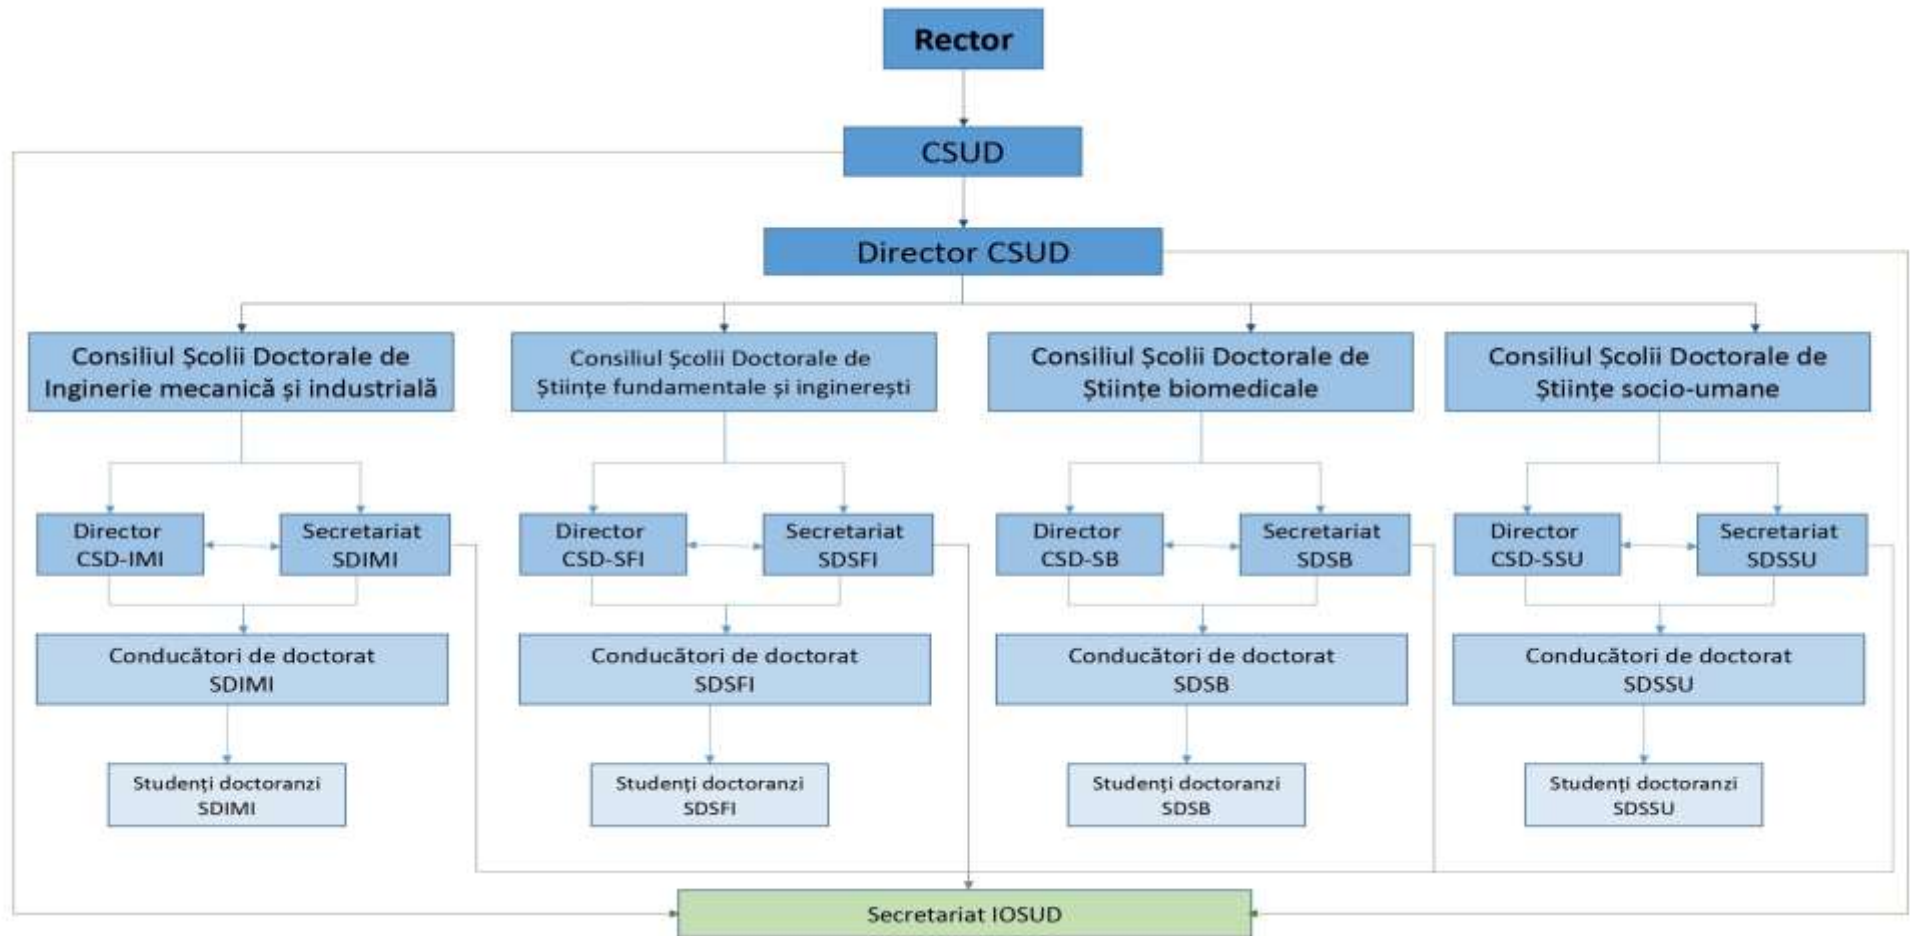 Rector
CSUD
Director CSUD
Consiliul Școlii Doctorale de
Inginerie mecanică și industrială
Consiliul Școlii Doctorale de
Științe fundamentale și inginerești
Consiliul Școlii Doctorale de
Științe biomedicale
Consiliul Școlii Doctorale de
Științe socio-umane
Director
CSD-IMI
Secretariat
SDIMI
Director
CSD-SFI
Secretariat
SDSFI
Director
CSD-SB
Secretariat
SDSB
Director
CSD-SSU
Secretariat
SDSSU
Conducători de doctorat
SDIMI
Conducători de doctorat
SDSFI
Conducători de doctorat
SDSB
Conducători de doctorat
SDSSU
Studenți doctoranzi
SDIMI
Studenți doctoranzi
SDSFI
Studenți doctoranzi
SDSB
Studenți doctoranzi
SDSSU
Secretariat IOSUD